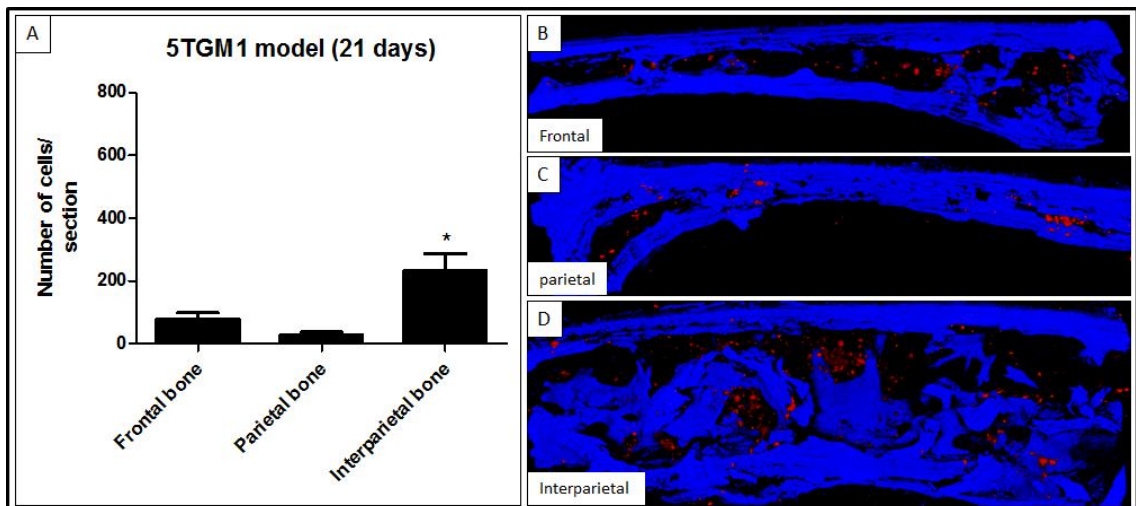 A
5TGM1 model (21 days)
Number of cells/
section
800
600
400
200
0
*
Frontal bone
Parietal bone
Interparietal bone
B
Frontal
C
parietal
D
Interparietal